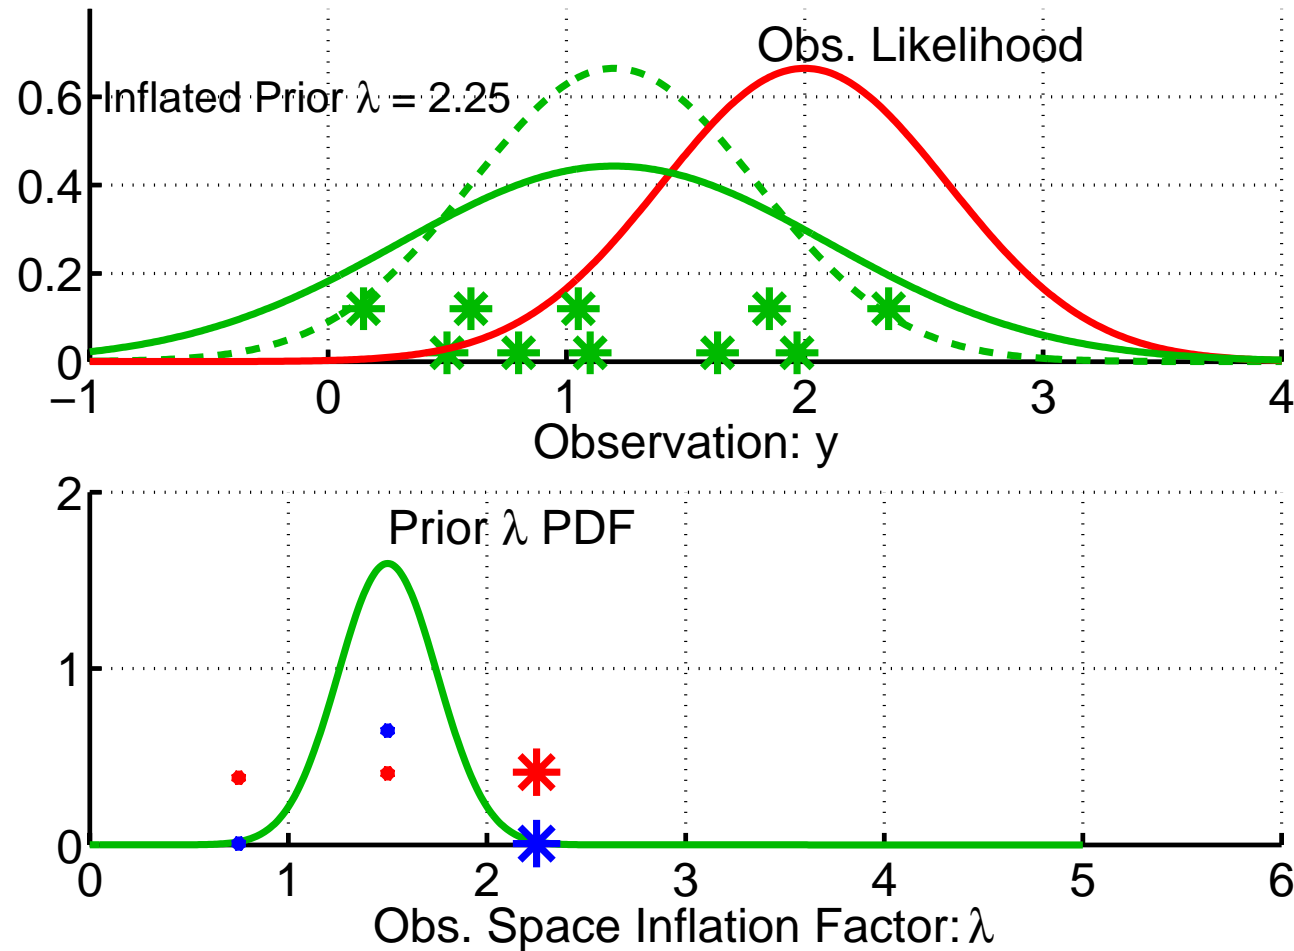 Obs. Likelihood
0.6
Inflated Prior λ = 2.25
0.4
0.2
0
−1 0 1 2 3 4
Observation: y
2
Prior λ PDF
1
0
0 1 2 3 4 5 6
Obs. Space Inflation Factor: λ